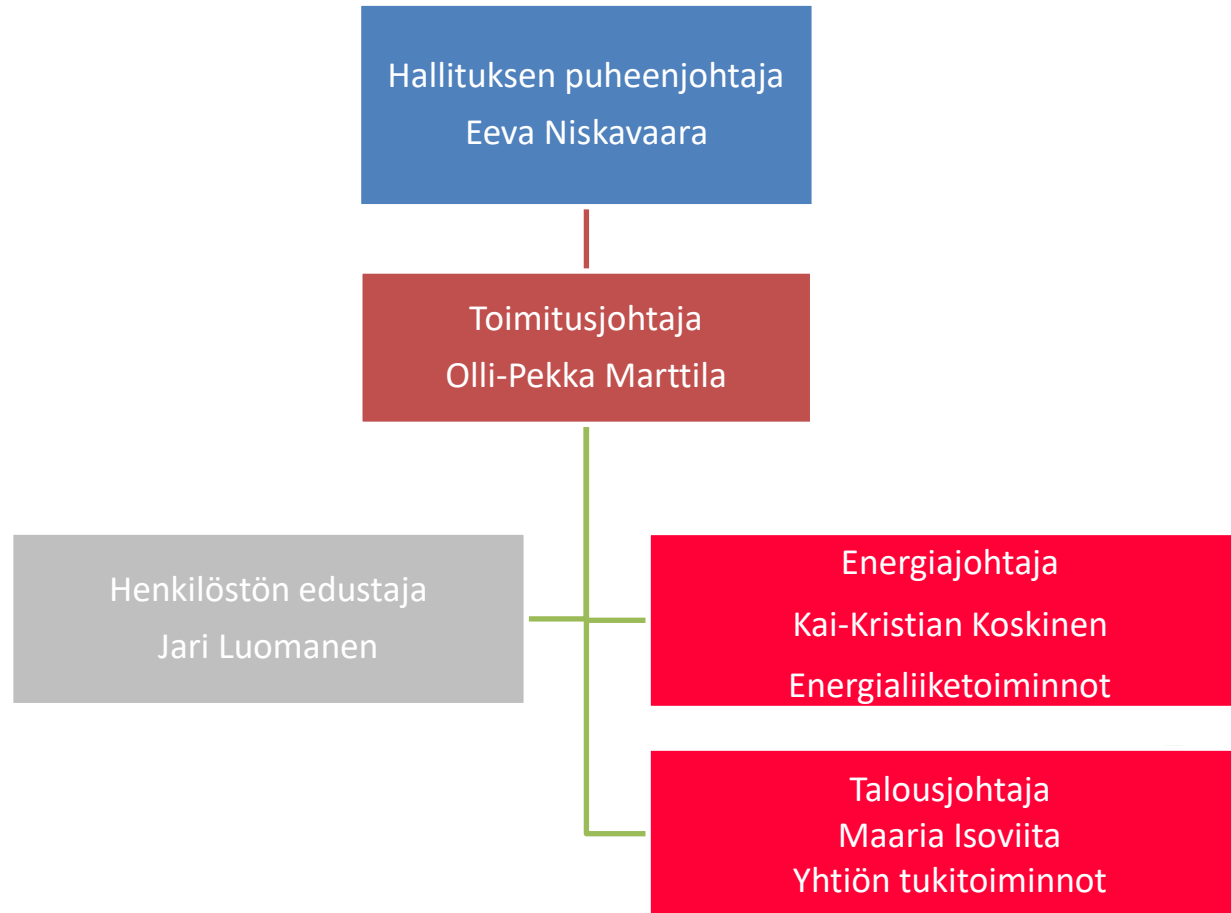 Hallituksen puheenjohtaja
Eeva Niskavaara
Toimitusjohtaja
Olli-Pekka Marttila
Henkilöstön edustaja
Jari Luomanen
Energiajohtaja
Kai-Kristian Koskinen
Energialiiketoiminnot
Talousjohtaja
Maaria Isoviita
Yhtiön tukitoiminnot